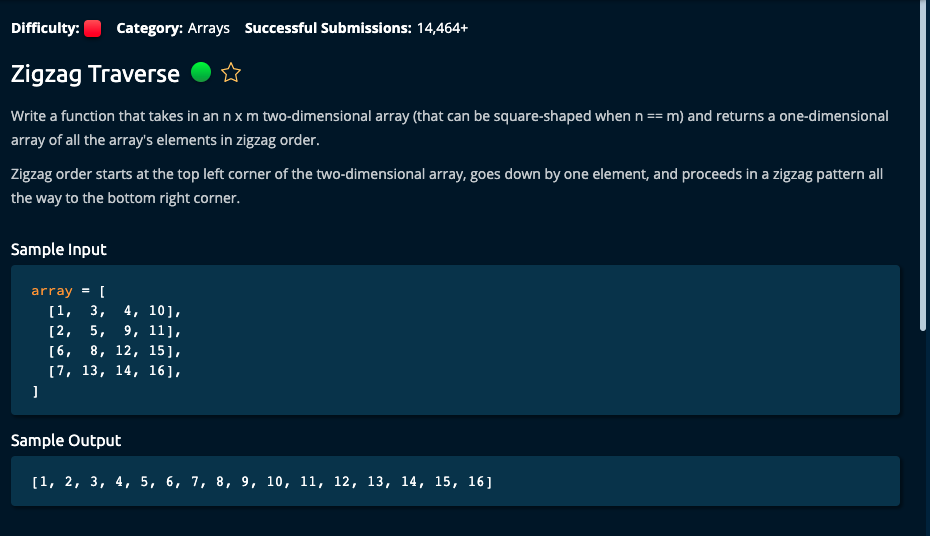 Difficulty: Category: Arrays Successful Submissions: 14,464+
Zigzag Traverse
Write a function that takes in an n x m two-dimensional array (that can be square-shaped when n == m) and returns a one-dimensional
array of all the array's elements in zigzag order.
Zigzag order starts at the top left corner of the two-dimensional array, goes down by one element, and proceeds in a zigzag pattern all
the way to the bottom right corner.
Sample Input
array = [
[1, 3, 4, 10],
[2, 5, 9, 11],
[6, 8, 12, 15],
[7, 13, 14, 16],
]
Sample Output
[1, 2, 3, 4, 5, 6, 7, 8, 9, 10, 11, 12, 13, 14, 15, 16]